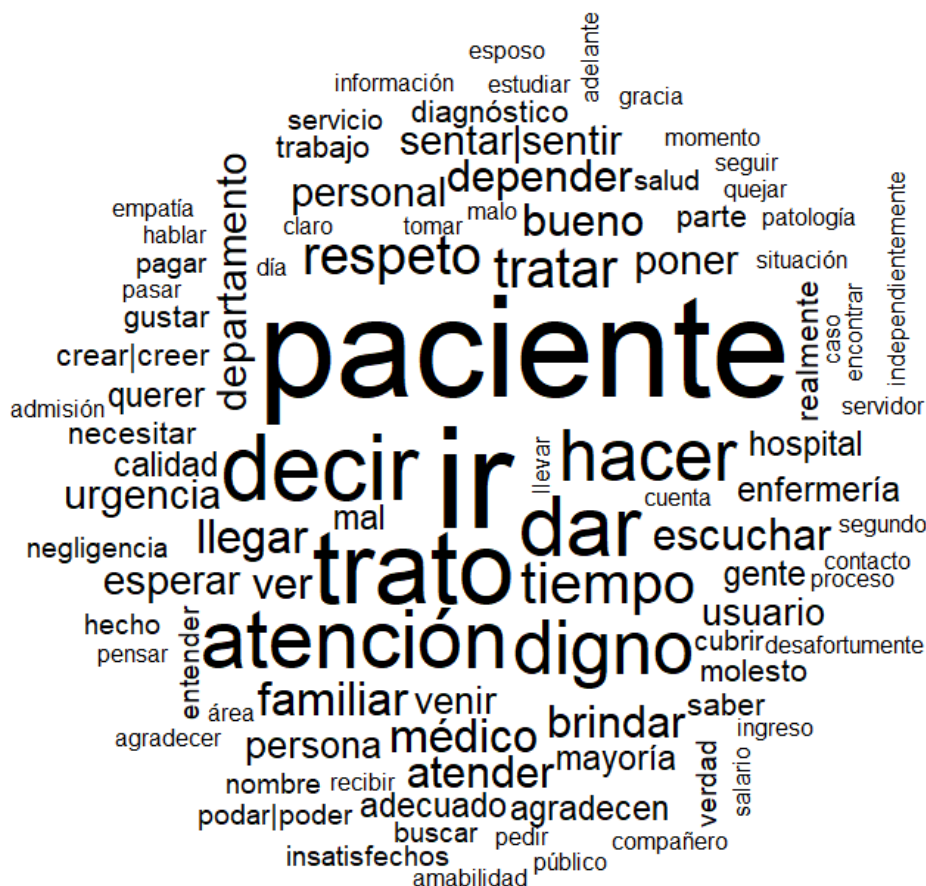 esposo
adelante
información
estudiar
gracia
servicio
diagnóstico
trabajo
sentar|sentir
momento
personal
depender
salud
seguir
quejar
empatía
claro
tomar
malo
bueno
parte
patología
hablar
departamento
independientemente
pagar
día
respeto
tratar
poner
situación
pasar
gustar
paciente
realmente
caso
encontrar
crear|creer
querer
admisión
servidor
necesitar
decir
ir
llevar
hacer
hospital
calidad
urgencia
mal
cuenta
enfermería
llegar
dar
escuchar
segundo
negligencia
trato
contacto
esperar
ver
tiempo
gente
proceso
hecho
atención
digno
usuario
pensar
entender
cubrir
desafortumente
molesto
familiar
venir
saber
área
agradecer
persona
médico
brindar
ingreso
nombre
recibir
atender
mayoría
verdad
salario
podar|poder
adecuado
agradecen
buscar
pedir
compañero
insatisfechos
público
amabilidad